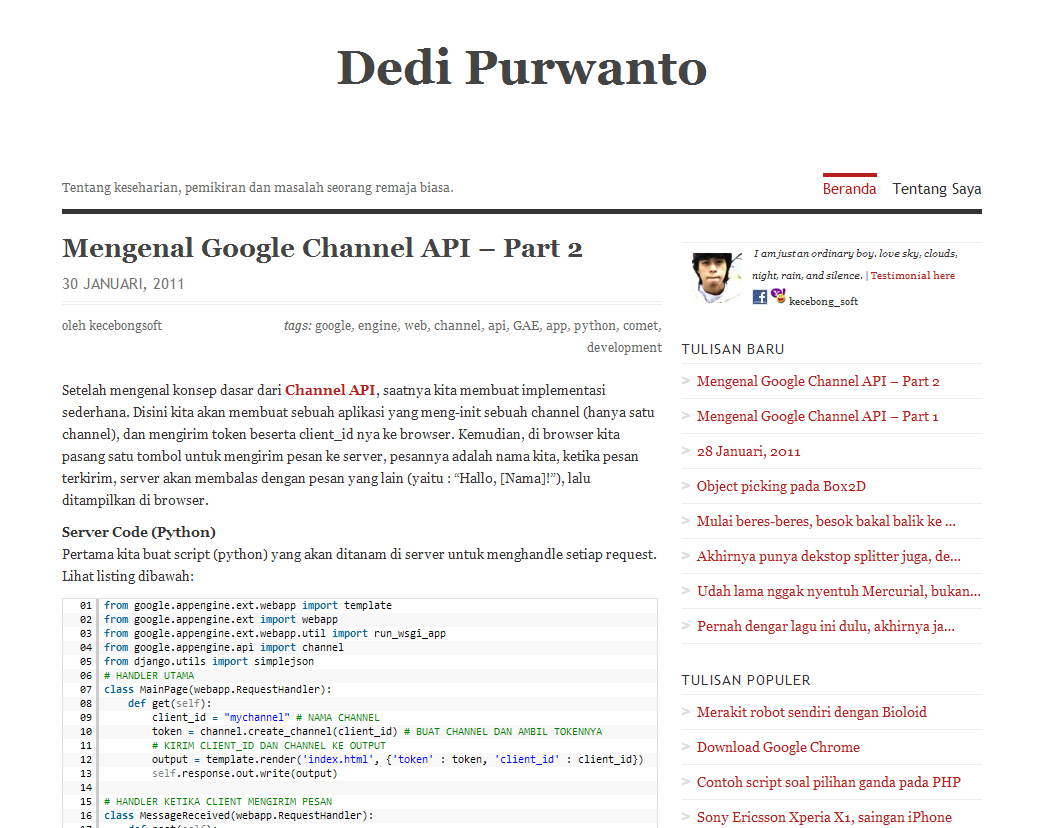 Dedi Purwanto
Tentang keseharian, pemikiran dan masalah seorang remaja biasa.
Beranda Tentang Saya
Mengenal Google Channel API – Part 2
30 JANUARI, 2011
oleh kecebongsoft
tags: google, engine, web, channel, api, GAE, app, python, comet,
development
Setelah mengenal konsep dasar dari Channel API, saatnya kita membuat implementasi
sederhana. Disini kita akan membuat sebuah aplikasi yang meng-init sebuah channel (hanya satu
channel), dan mengirim token beserta client_id nya ke browser. Kemudian, di browser kita
pasang satu tombol untuk mengirim pesan ke server, pesannya adalah nama kita, ketika pesan
terkirim, server akan membalas dengan pesan yang lain (yaitu : “Hallo, [Nama]!”), lalu
ditampilkan di browser.
Server Code (Python)
Pertama kita buat script (python) yang akan ditanam di server untuk menghandle setiap request.
Lihat listing dibawah:
01 from google.appengine.ext.webapp import template
02 from google.appengine.ext import webapp
03 from google.appengine.ext.webapp.util import run_wsgi_app
04 from google.appengine.api import channel
05 from django.utils import simplejson
06 # HANDLER UTAMA
07 class MainPage(webapp.RequestHandler):
08     def get(self):
09         client_id = "mychannel" # NAMA CHANNEL
10         token = channel.create_channel(client_id) # BUAT CHANNEL DAN AMBIL TOKENNYA
11         # KIRIM CLIENT_ID DAN CHANNEL KE OUTPUT
12         output = template.render('index.html', {'token' : token, 'client_id' : client_id})
13         self.response.out.write(output)
14
15 # HANDLER KETIKA CLIENT MENGIRIM PESAN
16 class MessageReceived(webapp.RequestHandler):
17     def post(self):
I am just an ordinary boy. love sky, clouds,
night, rain, and silence. | Testimonial here
kecebong_soft
TULISAN BARU
> Mengenal Google Channel API – Part 2
> Mengenal Google Channel API – Part 1
> 28 Januari, 2011
> Object picking pada Box2D
> Mulai beres-beres, besok bakal balik ke ...
> Akhirnya punya dekstop splitter juga, de...
> Udah lama nggak nyentuh Mercurial, bukan...
> Pernah dengar lagu ini dulu, akhirnya ja...
TULISAN POPULER
> Merakit robot sendiri dengan Bioloid
> Download Google Chrome
> Contoh script soal pilihan ganda pada PHP
> Sony Ericsson Xperia X1, saingan iPhone